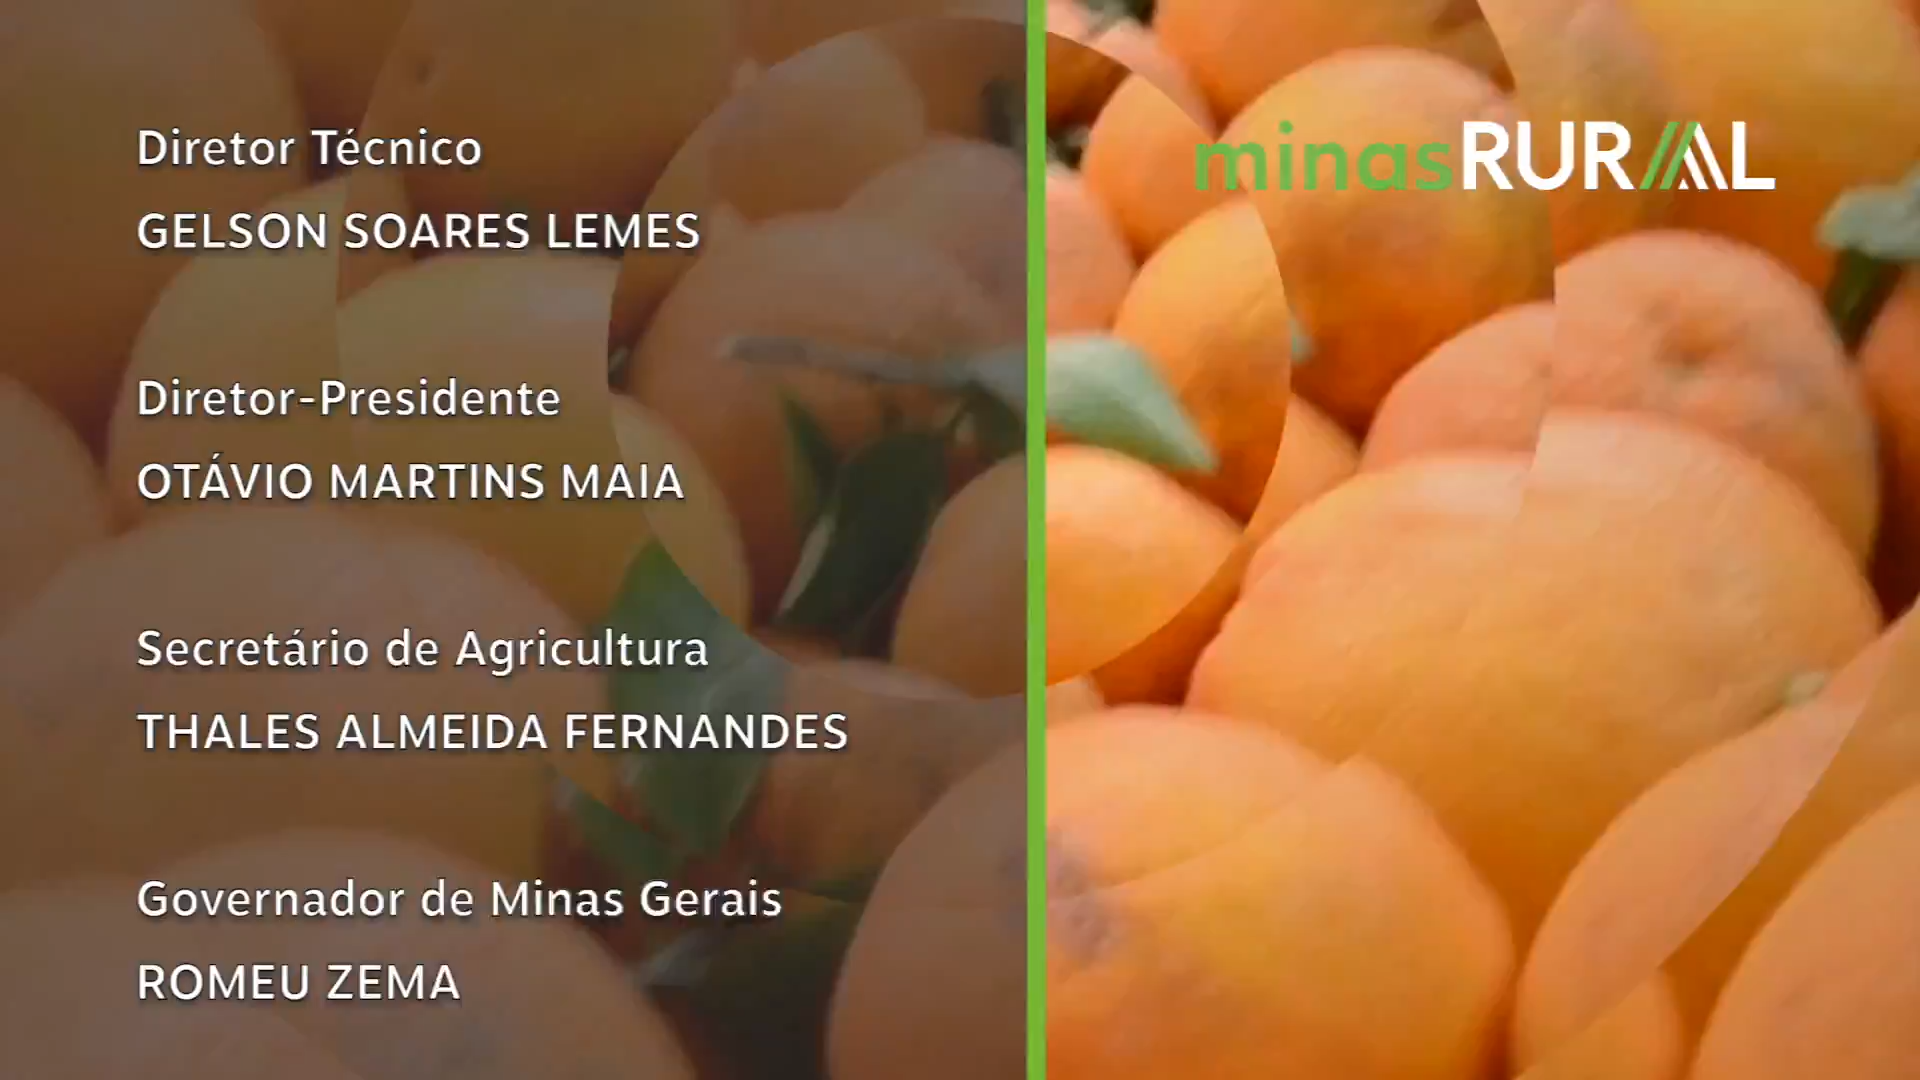 Diretor Técnico
GELSON SOARES LEMES
Diretor-Presidente
OTÁVIO MARTINS MAIA
Secretário de Agricultura
THALES ALMEIDA FERNANDES
Governador de Minas Gerais
ROMEU ZEMA
minasRURAL